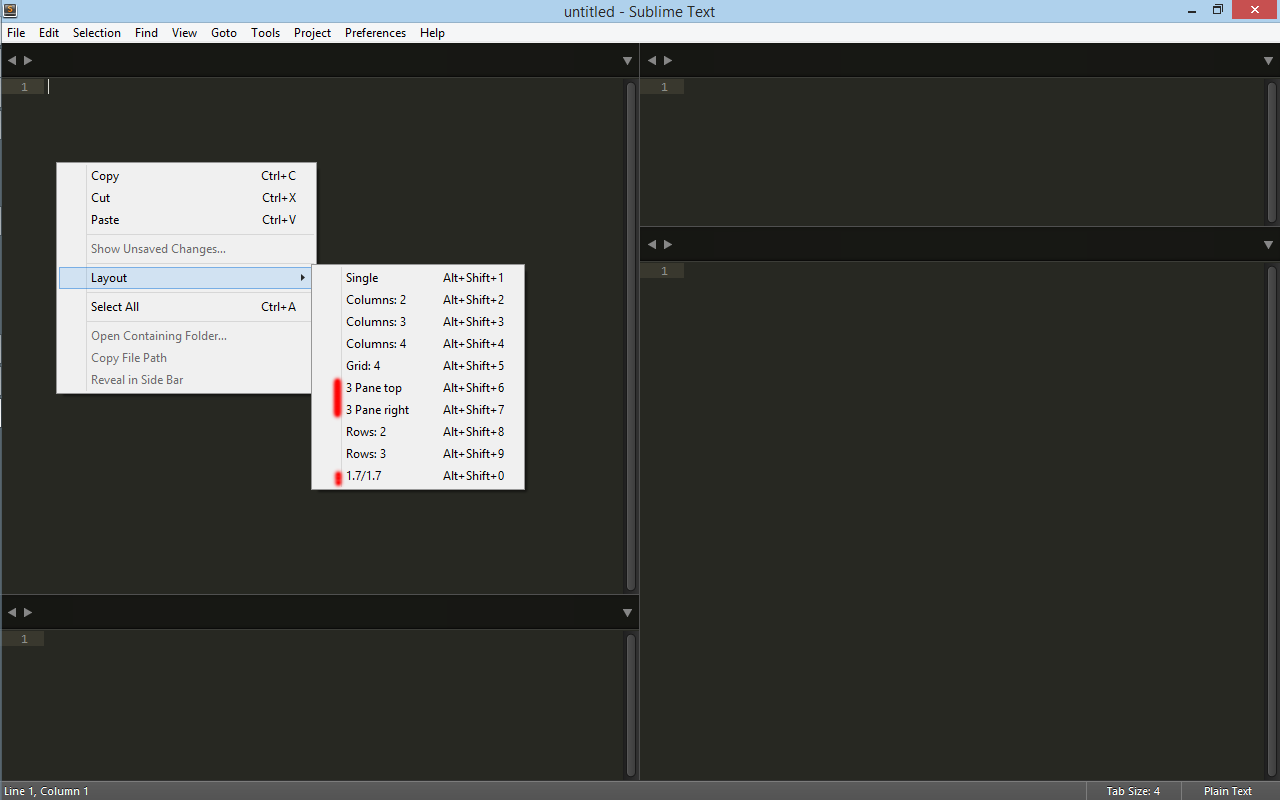 untitled - Sublime Text
File Edit Selection Find View Goto Tools Project Preferences Help
1
1
Copy Ctrl+C
Cut Ctrl+X
Paste Ctrl+V
Show Unsaved Changes...
Layout
Select All Ctrl+A
Open Containing Folder...
Copy File Path
Reveal in Side Bar
Single Alt+Shift+1
Columns: 2 Alt+Shift+2
Columns: 3 Alt+Shift+3
Columns: 4 Alt+Shift+4
Grid: 4 Alt+Shift+5
3 Pane top Alt+Shift+6
3 Pane right Alt+Shift+7
Rows: 2 Alt+Shift+8
Rows: 3 Alt+Shift+9
1.7/1.7 Alt+Shift+0
1
1
Line 1, Column 1 Tab Size: 4 Plain Text